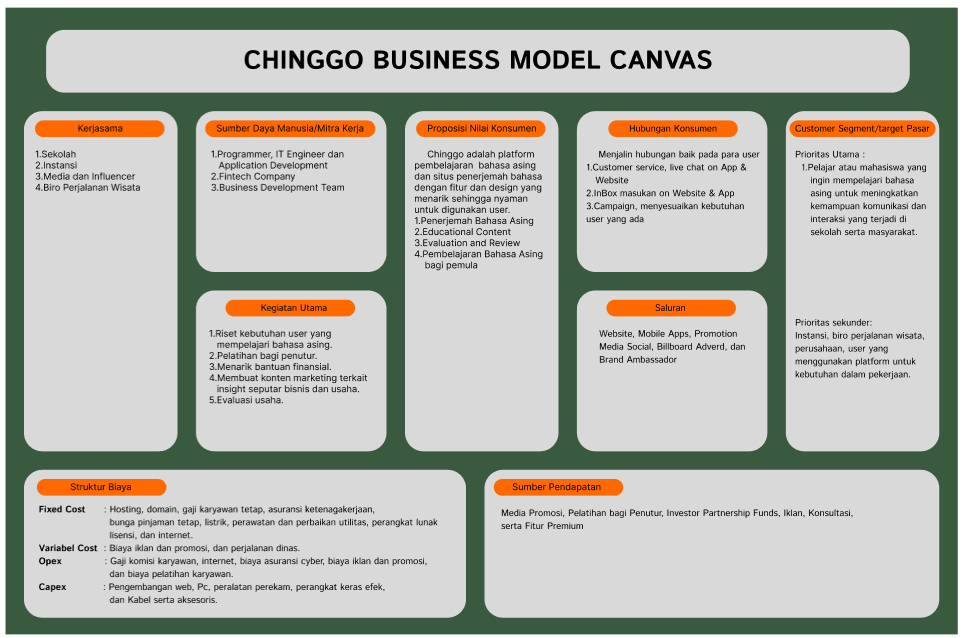 CHINGGO BUSINESS MODEL CANVAS
Kerjasama
1.Sekolah
2.Instansi
3.Media dan Influencer
4.Biro Perjalanan Wisata
Sumber Daya Manusia/Mitra Kerja
1.Programmer, IT Engineer dan
Application Development
2.Fintech Company
3.Business Development Team
Kegiatan Utama
1.Riset kebutuhan user yang
mempelajari bahasa asing.
2.Pelatihan bagi penutur.
3.Menarik bantuan finansial.
4.Membuat konten marketing terkait
insight seputar bisnis dan usaha.
5.Evaluasi usaha.
Proposisi Nilai Konsumen
Chinggo adalah platform
pembelajaran bahasa asing
dan situs penerjemah bahasa
dengan fitur dan design yang
menarik sehingga nyaman
untuk digunakan user.
1.Penerjemah Bahasa Asing
2.Educational Content
3.Evaluation and Review
4.Pembelajaran Bahasa Asing
bagi pemula
Hubungan Konsumen
Menjalin hubungan baik pada para user
1.Customer service, live chat on App &
Website
2.InBox masukan on Website & App
3.Campaign, menyesuaikan kebutuhan
user yang ada
Saluran
Website, Mobile Apps, Promotion
Media Social, Billboard Adverd, dan
Brand Ambassador
Customer Segment/target Pasar
Prioritas Utama :
1.Pelajar atau mahasiswa yang
ingin mempelajari bahasa
asing untuk meningkatkan
kemampuan komunikasi dan
interaksi yang terjadi di
sekolah serta masyarakat.
Prioritas sekunder:
Instansi, biro perjalanan wisata,
perusahaan, user yang
menggunakan platform untuk
kebutuhan dalam pekerjaan.
Struktur Biaya
Fixed Cost : Hosting, domain, gaji karyawan tetap, asuransi ketenagakerjaan,
bunga pinjaman tetap, listrik, perawatan dan perbaikan utilitas, perangkat lunak
lisensi, dan internet.
Variabel Cost : Biaya iklan dan promosi, dan perjalanan dinas.
Opex : Gaji komisi karyawan, internet, biaya asuransi cyber, biaya iklan dan promosi,
dan biaya pelatihan karyawan.
Capex : Pengembangan web, Pc, peralatan perekam, perangkat keras efek,
dan Kabel serta aksesoris.
Sumber Pendapatan
Media Promosi, Pelatihan bagi Penutur, Investor Partnership Funds, Iklan, Konsultasi,
serta Fitur Premium